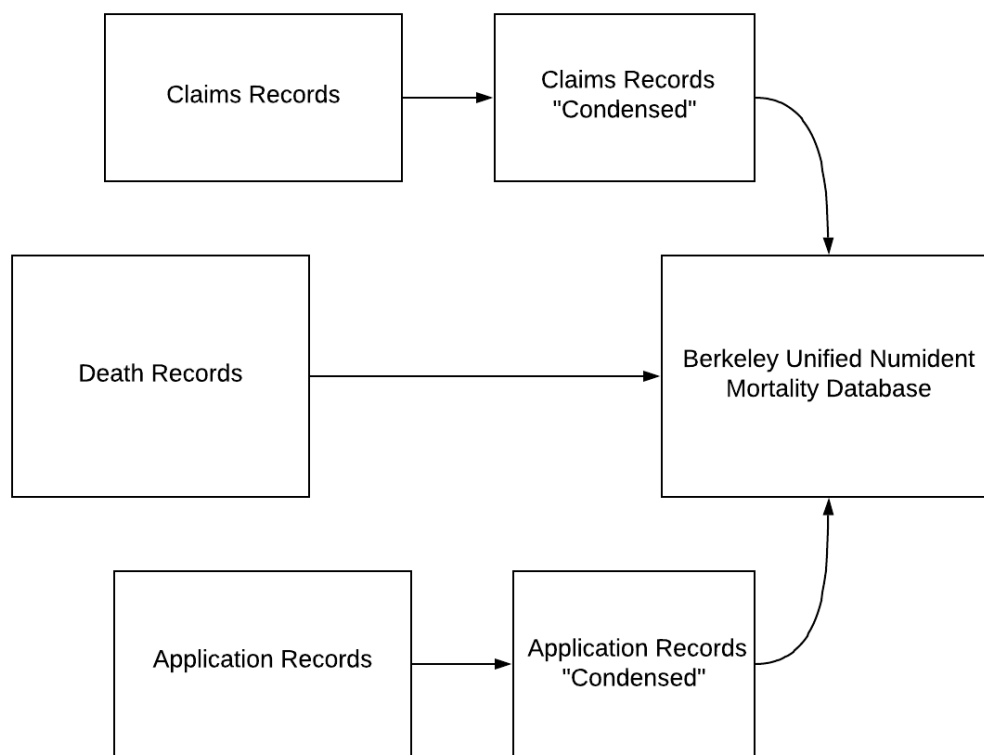 Claims Records
Claims Records
"Condensed"
Death Records
Berkeley Unified Numident
Mortality Database
Application Records
Application Records
"Condensed"